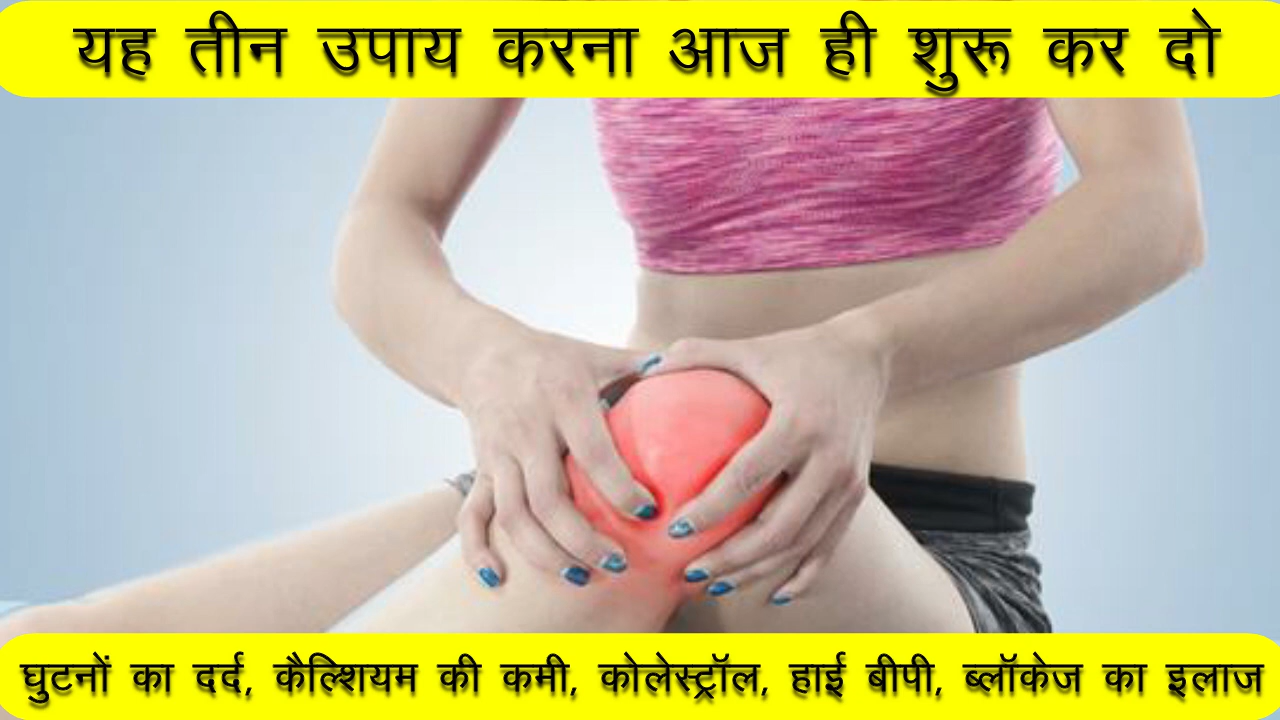 यह तीन उपाय करना आज ही शुरू कर दो
घुटनों का दर्द, कैल्शियम की कमी, कोलेस्ट्रॉल, हाई बीपी, ब्लॉकेज का इलाज